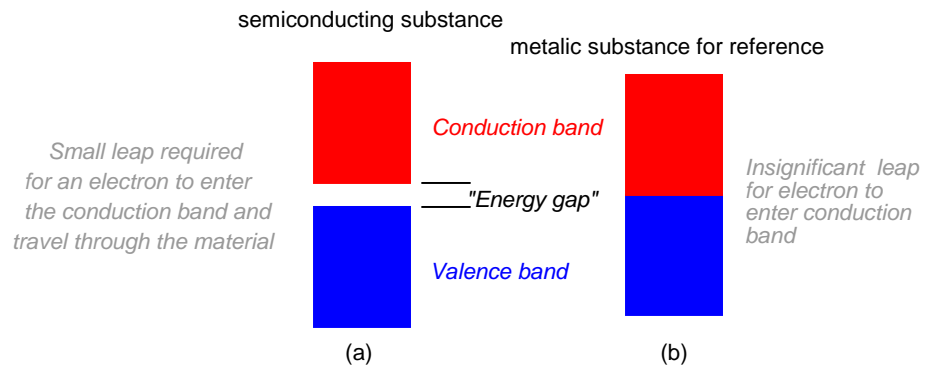 semiconducting substance
metalic substance for reference
Small leap required
for an electron to enter
the conduction band and
travel through the material
Conduction band
"Energy gap"
Valence band
Insignificant leap
for electron to
enter conduction
band
(a)
(b)